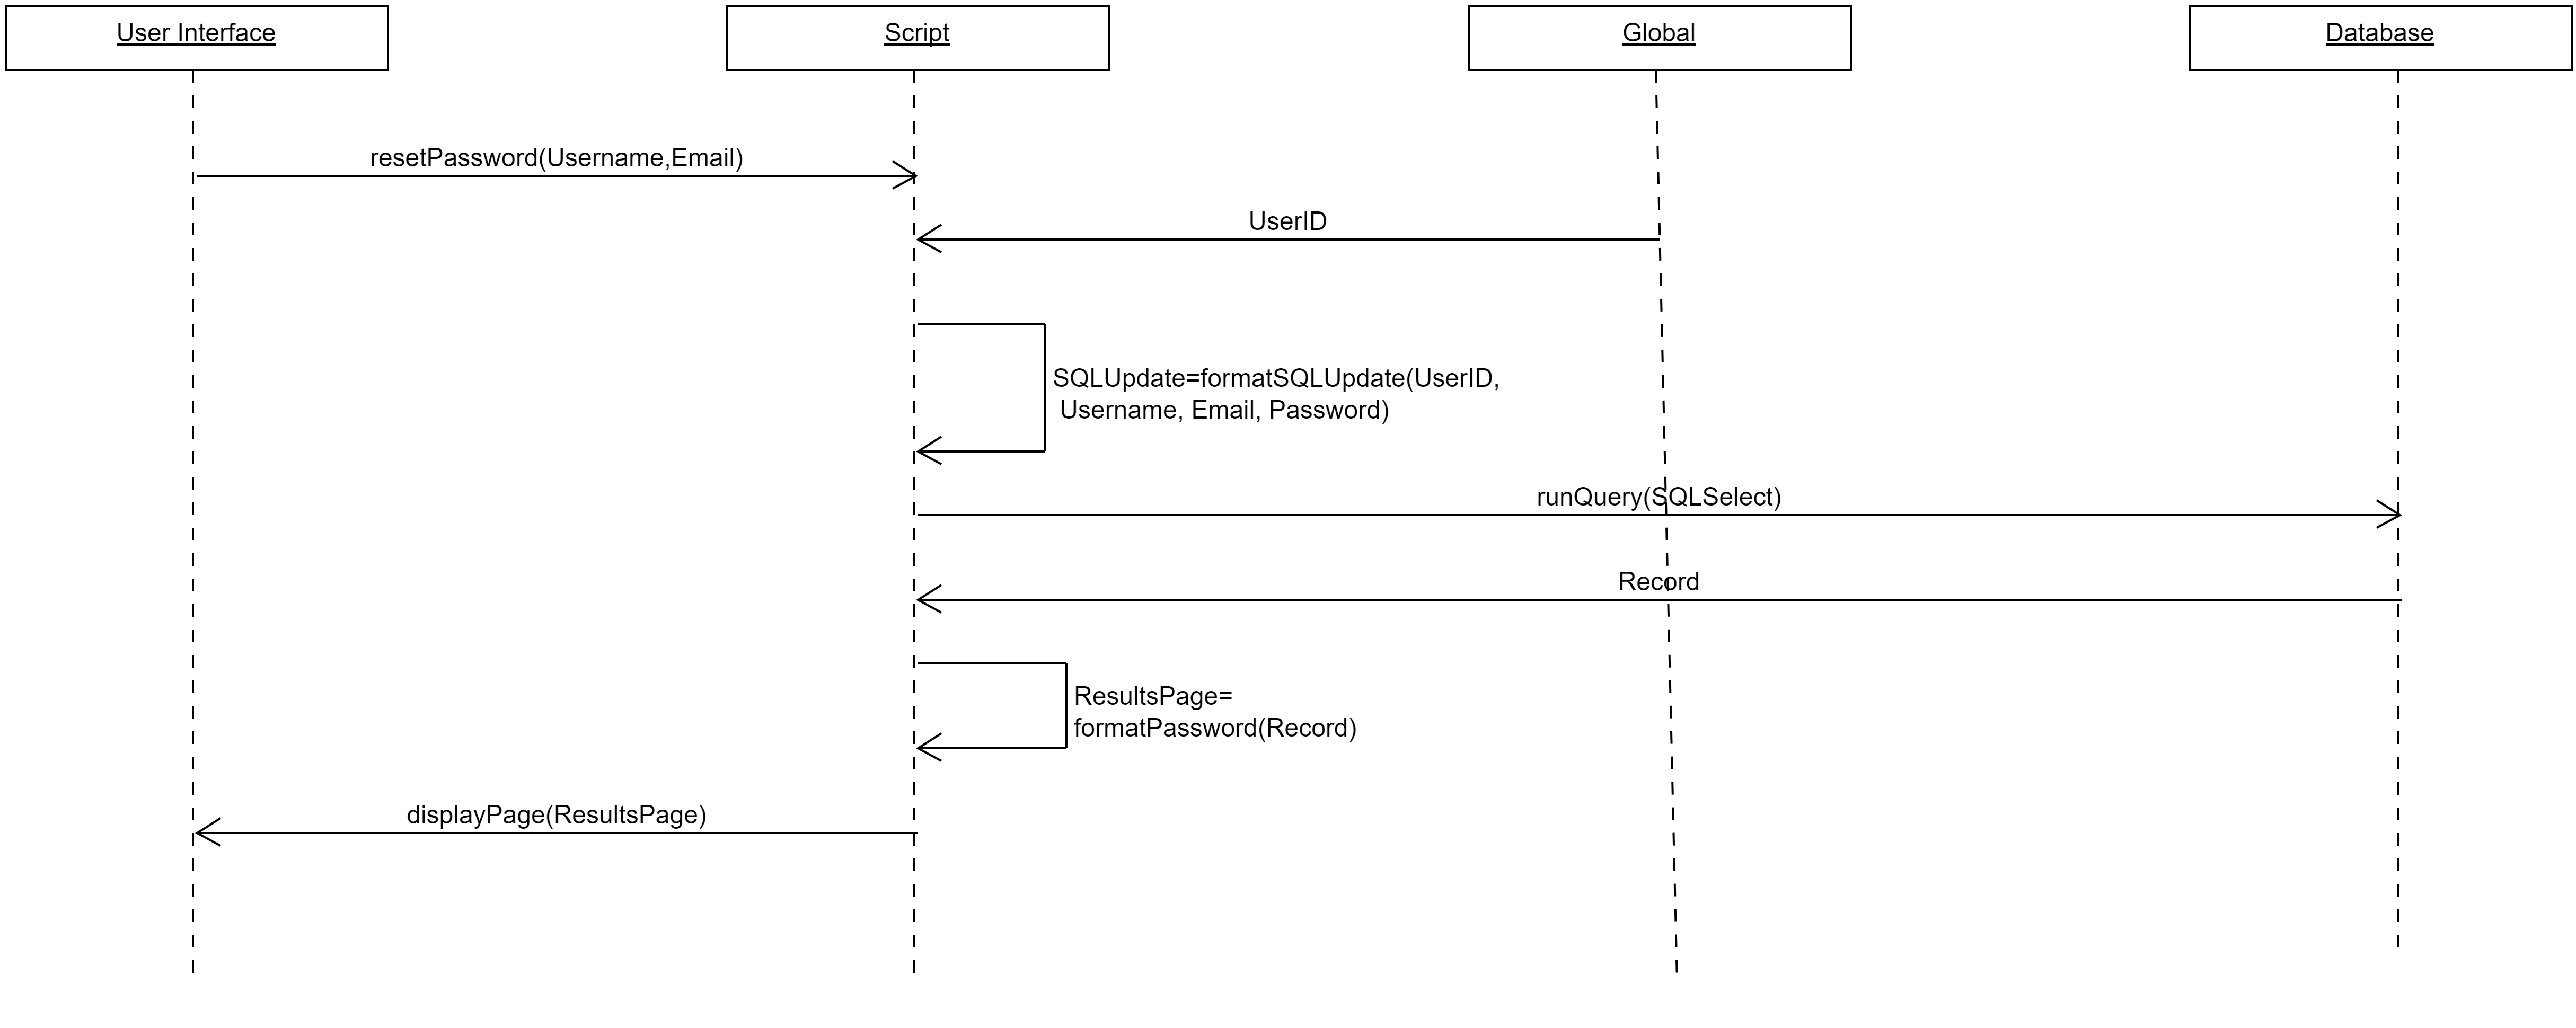 User Interface
Script
Global
Database
resetPassword(Username,Email)
UserID
SQLUpdate=formatSQLUpdate(UserID,
Username, Email, Password)
runQuery(SQLSelect)
Record
ResultsPage=
formatPassword(Record)
displayPage(ResultsPage)